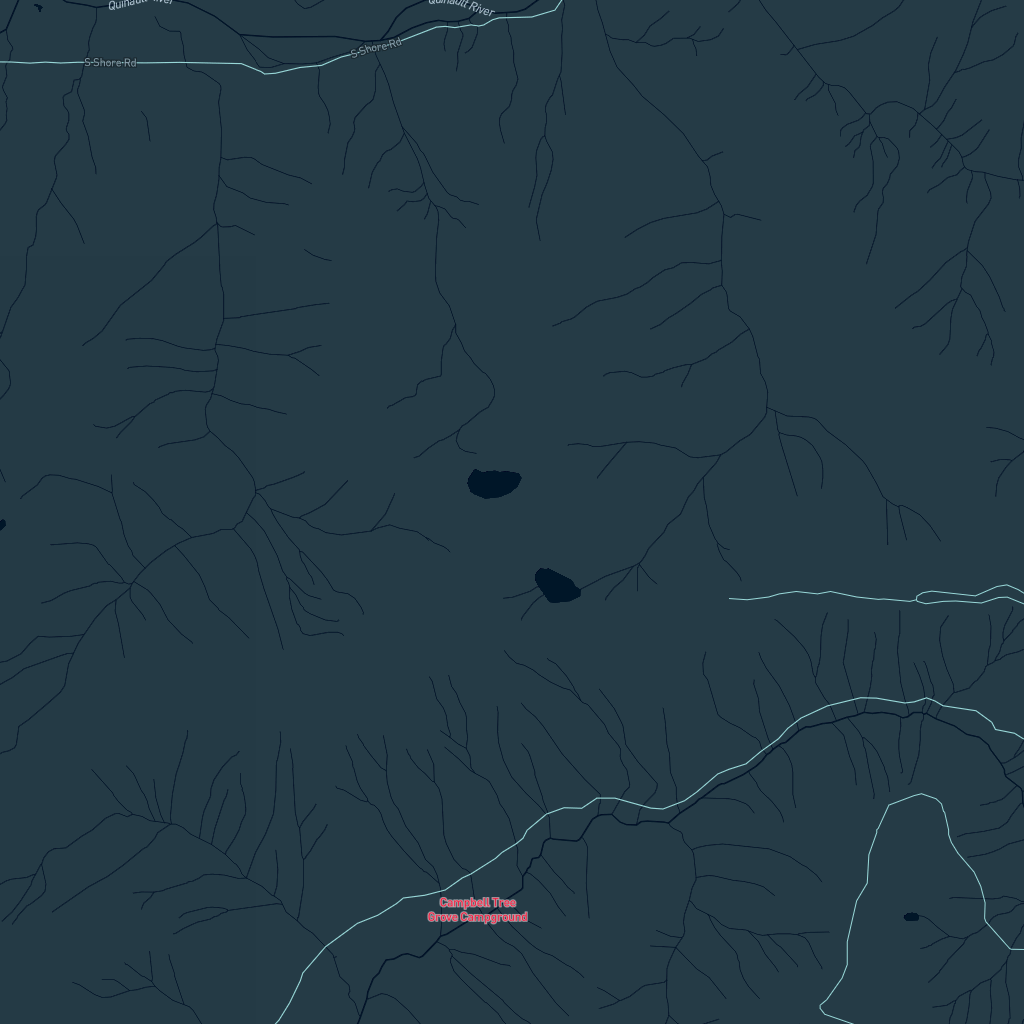 Quinault River
Quinault River
S Shore Rd
S Shore Rd
Campbell Tree
Grove Campground